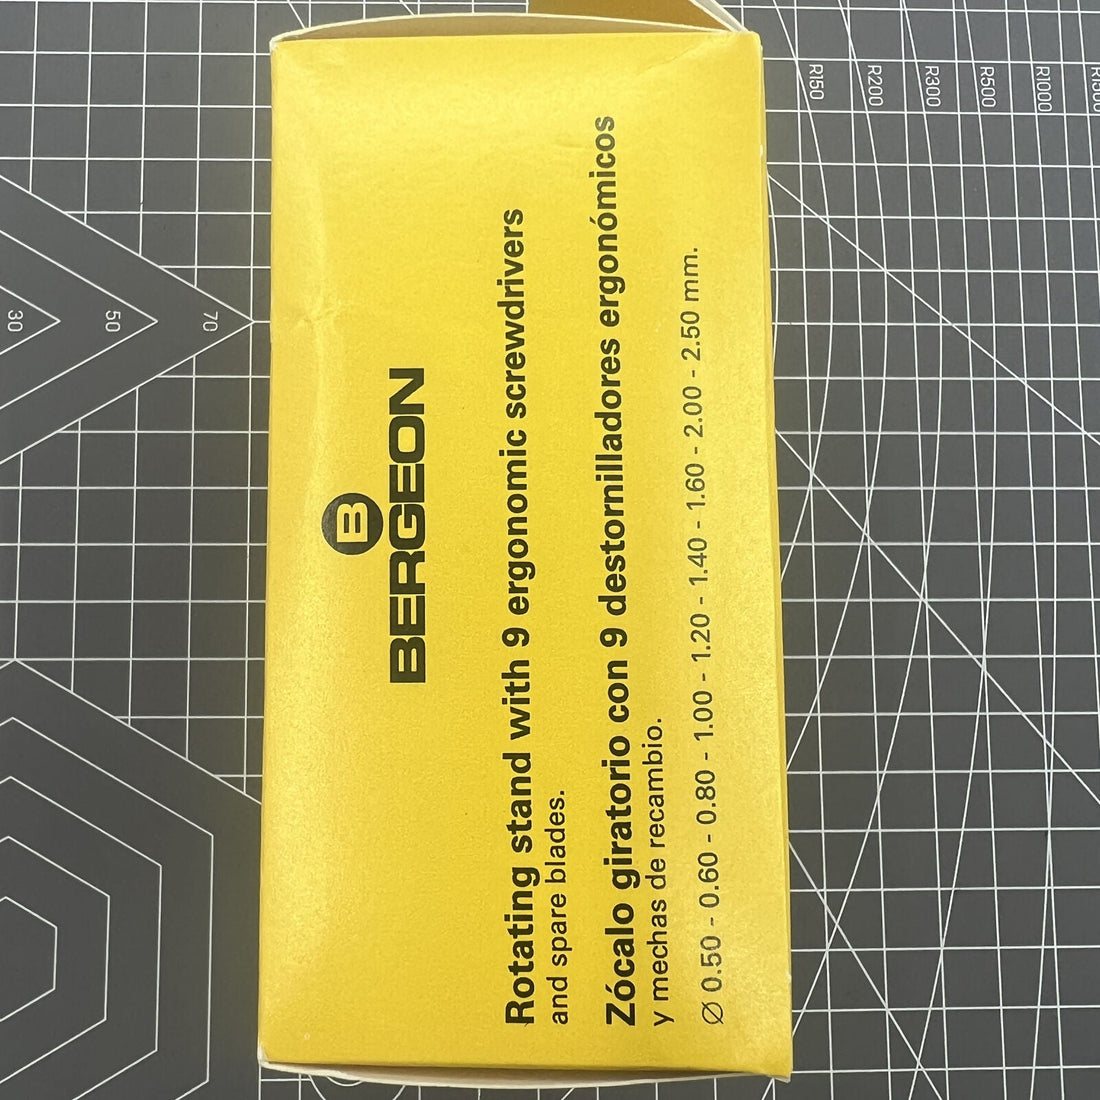 B
BERGEON
Rotating stand with 9 ergonomic screwdrivers
and spare blades.
Zócalo giratorio con 9 destornilladores ergonómicos
y mechas de recambio.
Ø 0.50 - 0.60 - 0.80 - 1.00 - 1.20 - 1.40 - 1.60 - 2.00 - 2.50 mm.
R150
R200
R300
R500
R1000
30
50
70